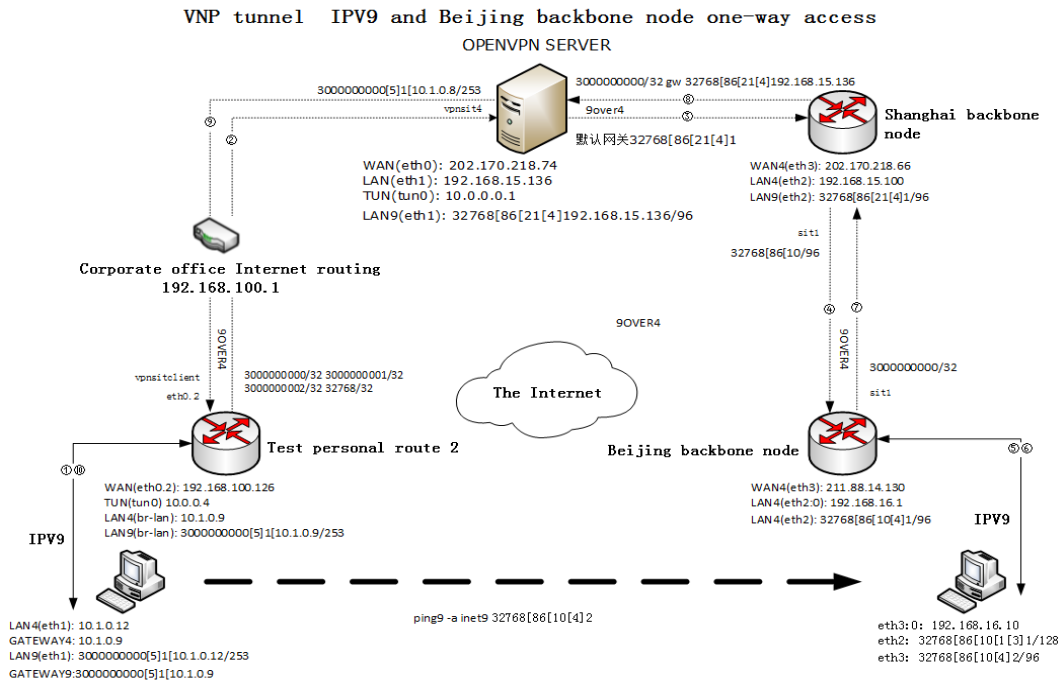 VNP tunnel IPV9 and Beijing backbone node one-way access
OPENVPN SERVER
3000000000[5]1[10.1.0.8/253
vpnsit4
⑨
②
3000000000/32 gw 32768[86[21[4]192.168.15.136
⑧
9over4
③
默认网关32768[86[21[4]1
Shanghai backbone
node
WAN(eth0): 202.170.218.74
LAN(eth1): 192.168.15.136
TUN(tun0): 10.0.0.0.1
LAN9(eth1): 32768[86[21[4]192.168.15.136/96
WAN4(eth3): 202.170.218.66
LAN4(eth2): 192.168.15.100
LAN9(eth2): 32768[86[21[4]1/96
sit1
32768[86[10/96
④
⑦
Corporate office Internet routing
192.168.100.1
9OVER4
9OVER4
9OVER4
vpnsitclient
eth0.2
3000000000/32 3000000001/32
3000000002/32 32768/32
The Internet
3000000000/32
sit1
Test personal route 2
Beijing backbone node
①⑩
⑤⑥
WAN(eth0.2): 192.168.100.126
TUN(tun0) 10.0.0.4
LAN4(br-lan): 10.1.0.9
LAN9(br-lan): 3000000000[5]1[10.1.0.9/253
WAN4(eth3): 211.88.14.130
LAN4(eth2:0): 192.168.16.1
LAN4(eth2): 32768[86[10[4]1/96
IPV9
IPV9
ping9 -a inet9 32768[86[10[4]2
LAN4(eth1): 10.1.0.12
GATEWAY4: 10.1.0.9
LAN9(eth1): 3000000000[5]1[10.1.0.12/253
GATEWAY9:3000000000[5]1[10.1.0.9
eth3:0: 192.168.16.10
eth2: 32768[86[10[1[3]1/128
eth3: 32768[86[10[4]2/96